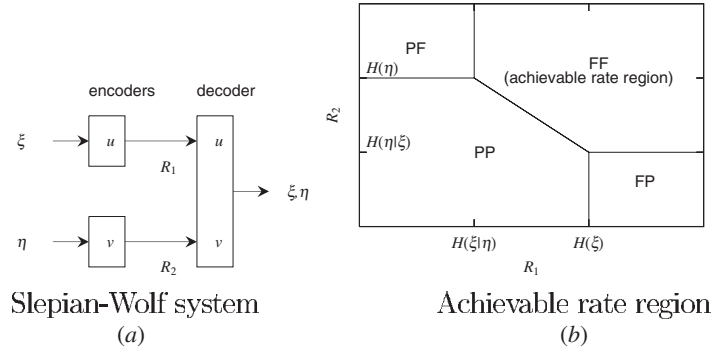 encoders
decoder
ξ
u
R₁
u
ξ, η
η
v
R₂
v
Slepian-Wolf system
(a)
R₂
PF
FF
(achievable rate region)
H(η)
H(η|ξ)
PP
FP
H(ξ|η)
H(ξ)
R₁
Achievable rate region
(b)